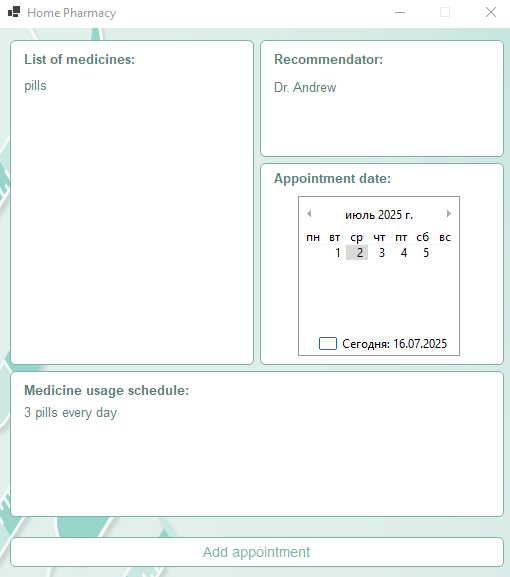 Home Pharmacy
List of medicines:
pills
Recommendator:
Dr. Andrew
Appointment date:
июль 2025 г.
пн вт ср чт пт сб вс
1 2 3 4 5
Сегодня: 16.07.2025
Medicine usage schedule:
3 pills every day
Add appointment